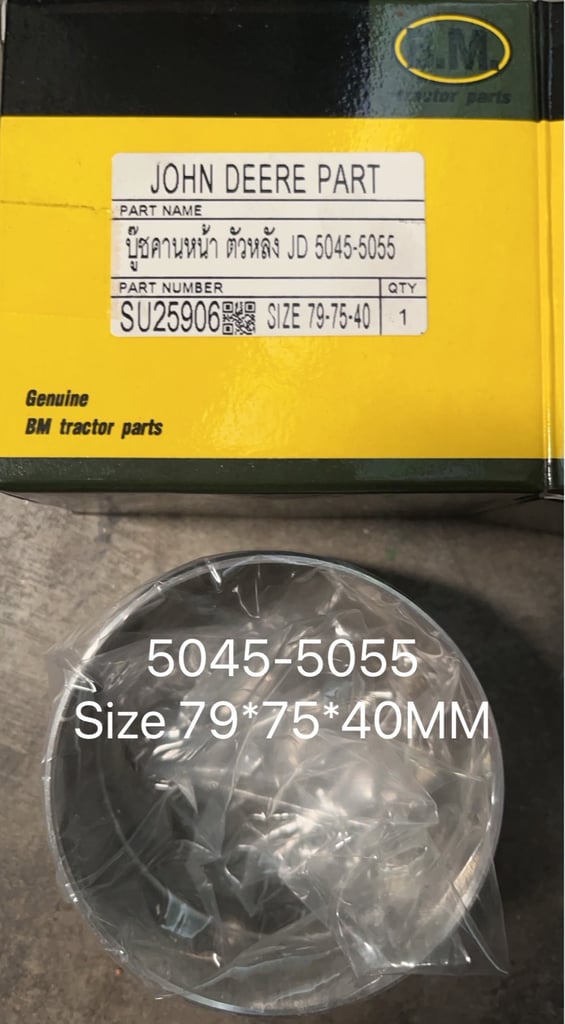 B.M.
tractor parts
JOHN DEERE PART
PART NAME
บู๊ชคานหน้า ตัวหลัง JD 5045-5055
PART NUMBER
QTY
SU25906 SIZE 79-75-40 1
Genuine
BM tractor parts
5045-5055
Size 79*75*40MM